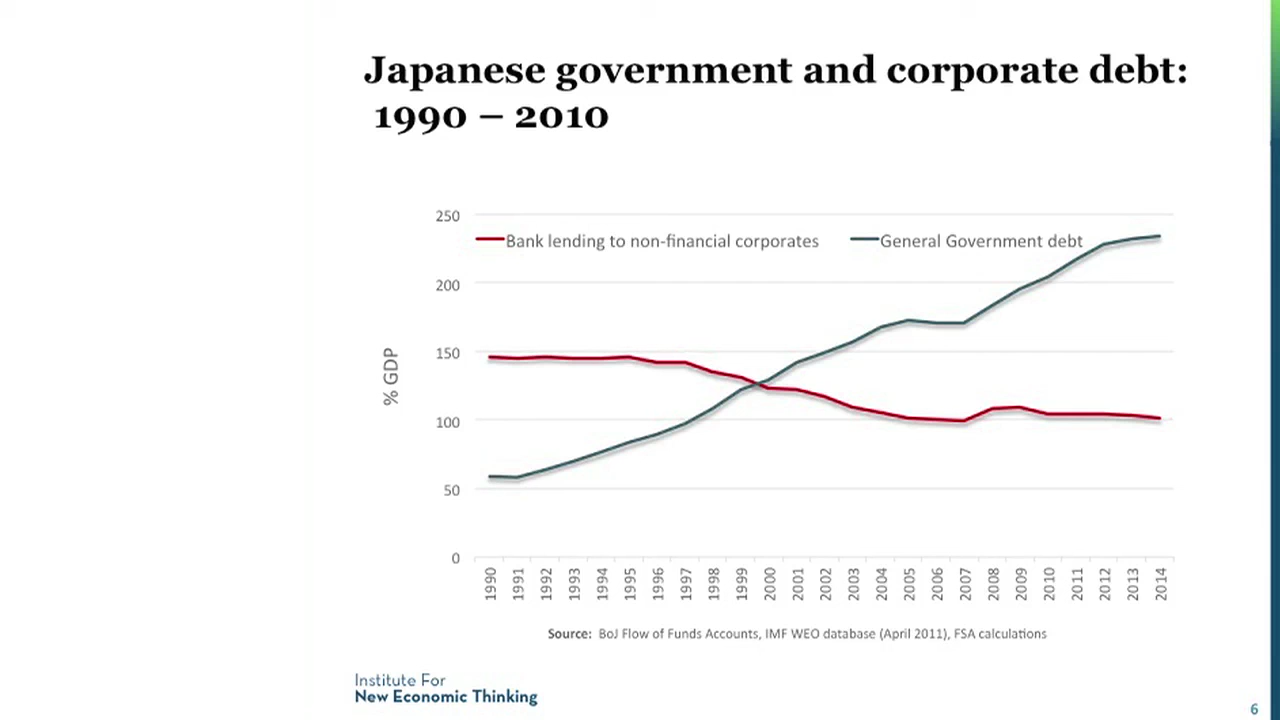 Japanese government and corporate debt:
1990 – 2010
250
Bank lending to non-financial corporates
General Government debt
200
150
% GDP
100
50
0
1990 1991 1992 1993 1994 1995 1996 1997 1998 1999 2000 2001 2002 2003 2004 2005 2006 2007 2008 2009 2010 2011 2012 2013 2014
Source: BoJ Flow of Funds Accounts, IMF WEO database (April 2011), FSA calculations
Institute For
New Economic Thinking
6